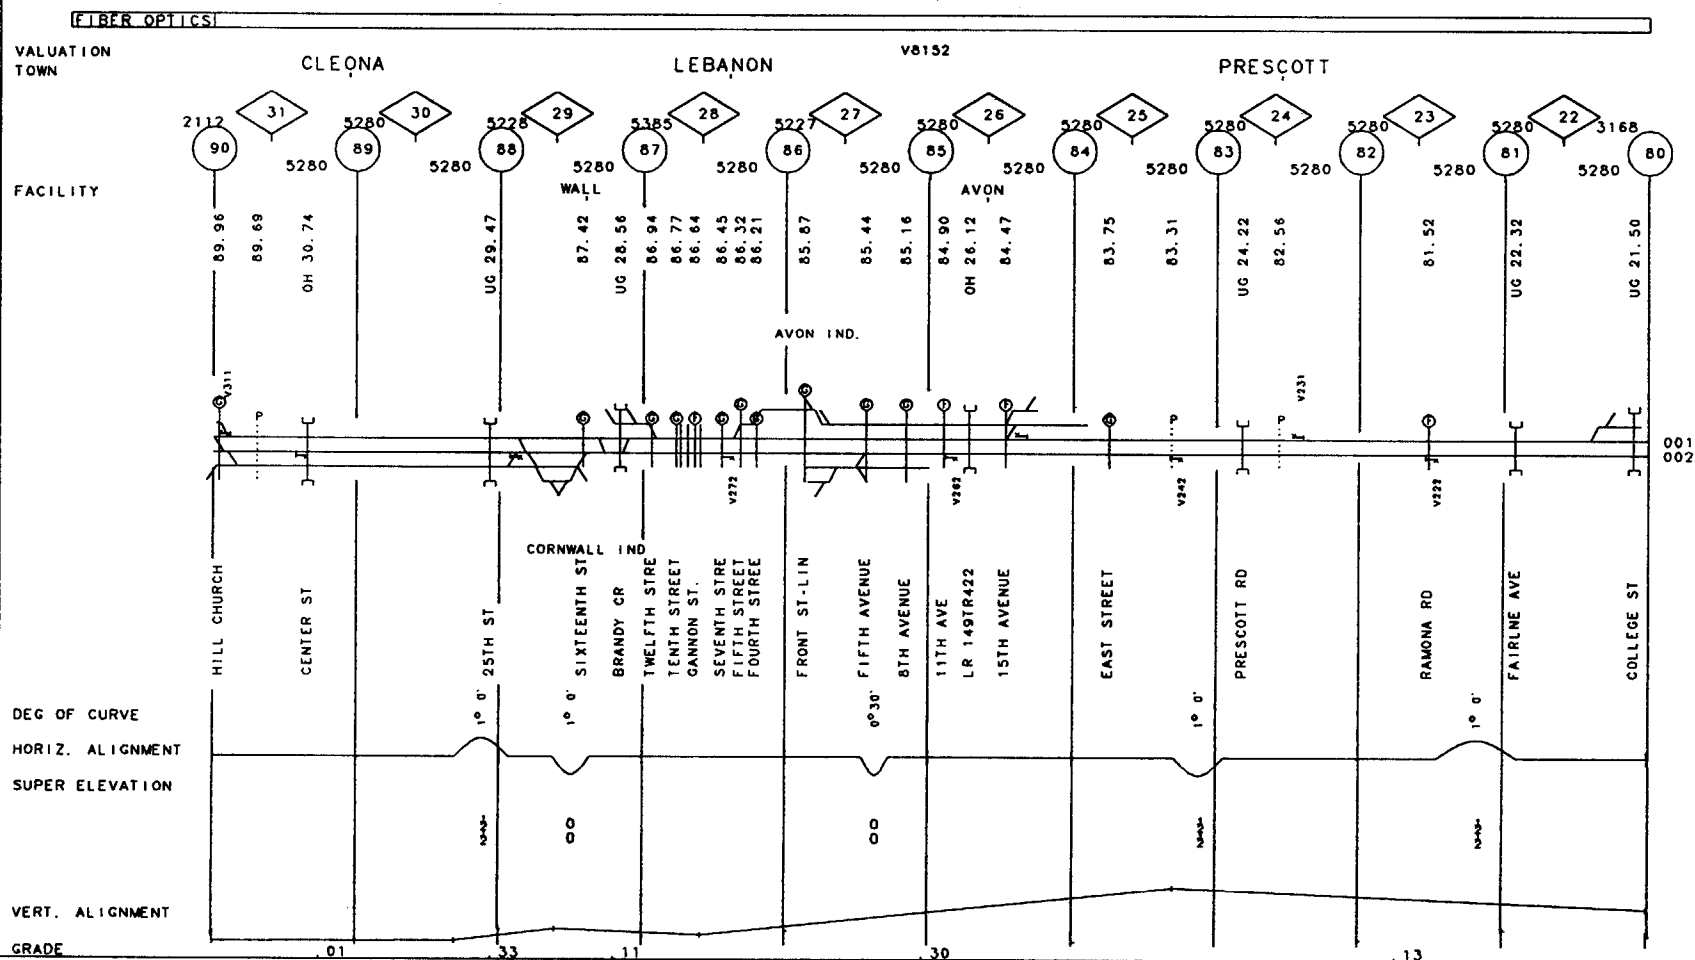 FIBER OPTICS
VALUATION V8152
TOWN CLEONA LEBANON PRESCOTT
31 30 29 28 27 26 25 24 23 22
2112 5280 5228 5385 5227 5280 5280 5280 5280 5280 3168
90 89 88 87 86 85 84 83 82 81 80
5280 5280 5280 5280 5280 5280 5280 5280 5280 5280
FACILITY WALL AVON
89.96 89.69 OH 30.74 UG 29.47 87.42 UG 28.56 86.94 86.77 86.64 86.45 86.32 86.21 85.87 85.44 85.16 84.90 OH 26.12 84.47 83.75 83.31 UG 24.22 82.56 81.52 UG 22.32 UG 21.50
AVON IND.
V311 V231
G P G G G F G G G G G G F F G P P F
001
002
V272 V262 V242 V222
CORNWALL IND
HILL CHURCH
CENTER ST
25TH ST
SIXTEENTH ST
BRANDY CR
TWELFTH STRE
TENTH STREET
GANNON ST.
SEVENTH STRE
FIFTH STREET
FOURTH STREE
FRONT ST-LIN
FIFTH AVENUE
8TH AVENUE
11TH AVE
LR 149TR422
15TH AVENUE
EAST STREET
PRESCOTT RD
RAMONA RD
FAIRLNE AVE
COLLEGE ST
DEG OF CURVE 1° 0' 1° 0' 0°30' 1° 0' 1° 0'
HORIZ. ALIGNMENT
SUPER ELEVATION
0 0
0 0
VERT. ALIGNMENT
GRADE .01 .33 .11 .30 .13